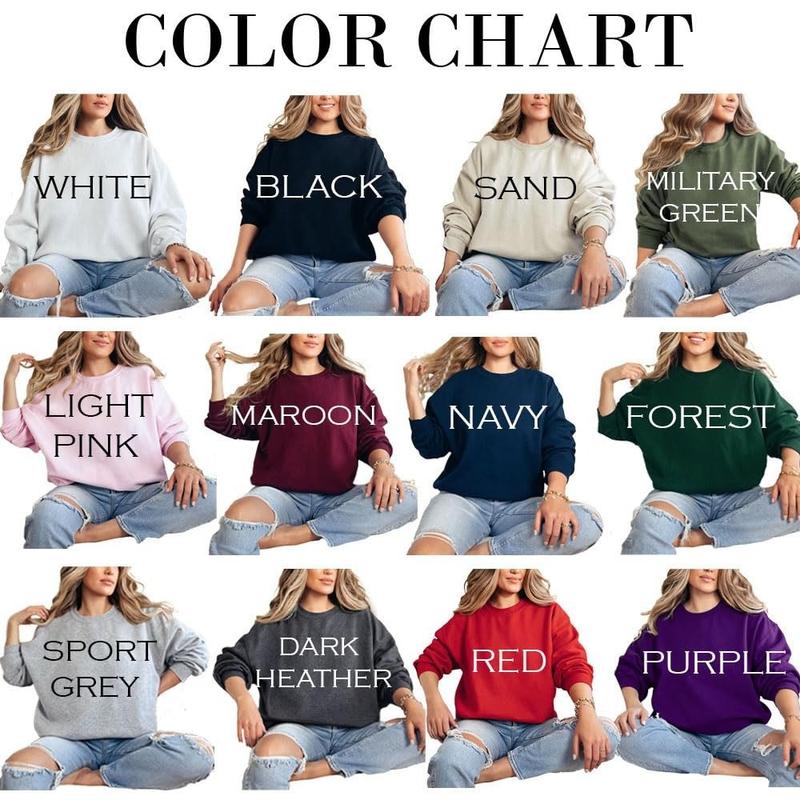 COLOR CHART
WHITE
BLACK
SAND
MILITARY
GREEN
LIGHT
PINK
MAROON
NAVY
FOREST
SPORT
GREY
DARK
HEATHER
RED
PURPLE